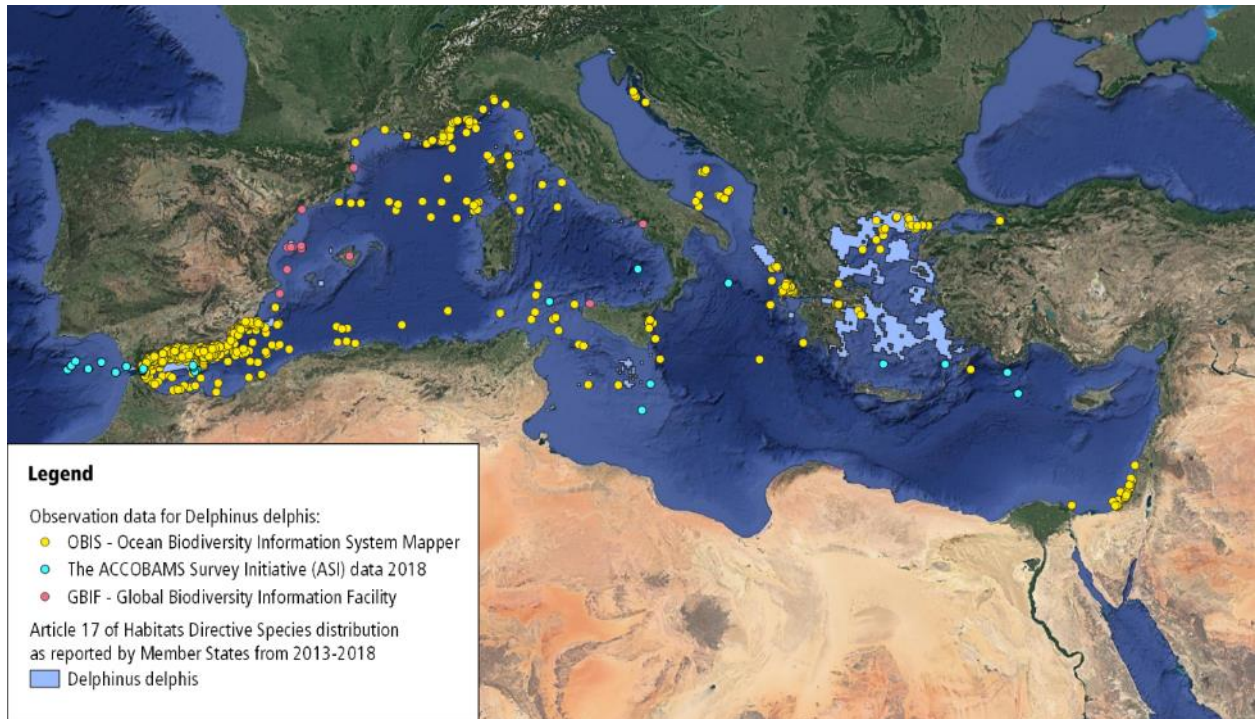 Legend
Observation data for Delphinus delphis:
OBIS - Ocean Biodiversity Information System Mapper
The ACCOBAMS Survey Initiative (ASI) data 2018
GBIF - Global Biodiversity Information Facility
Article 17 of Habitats Directive Species distribution
as reported by Member States from 2013-2018
Delphinus delphis